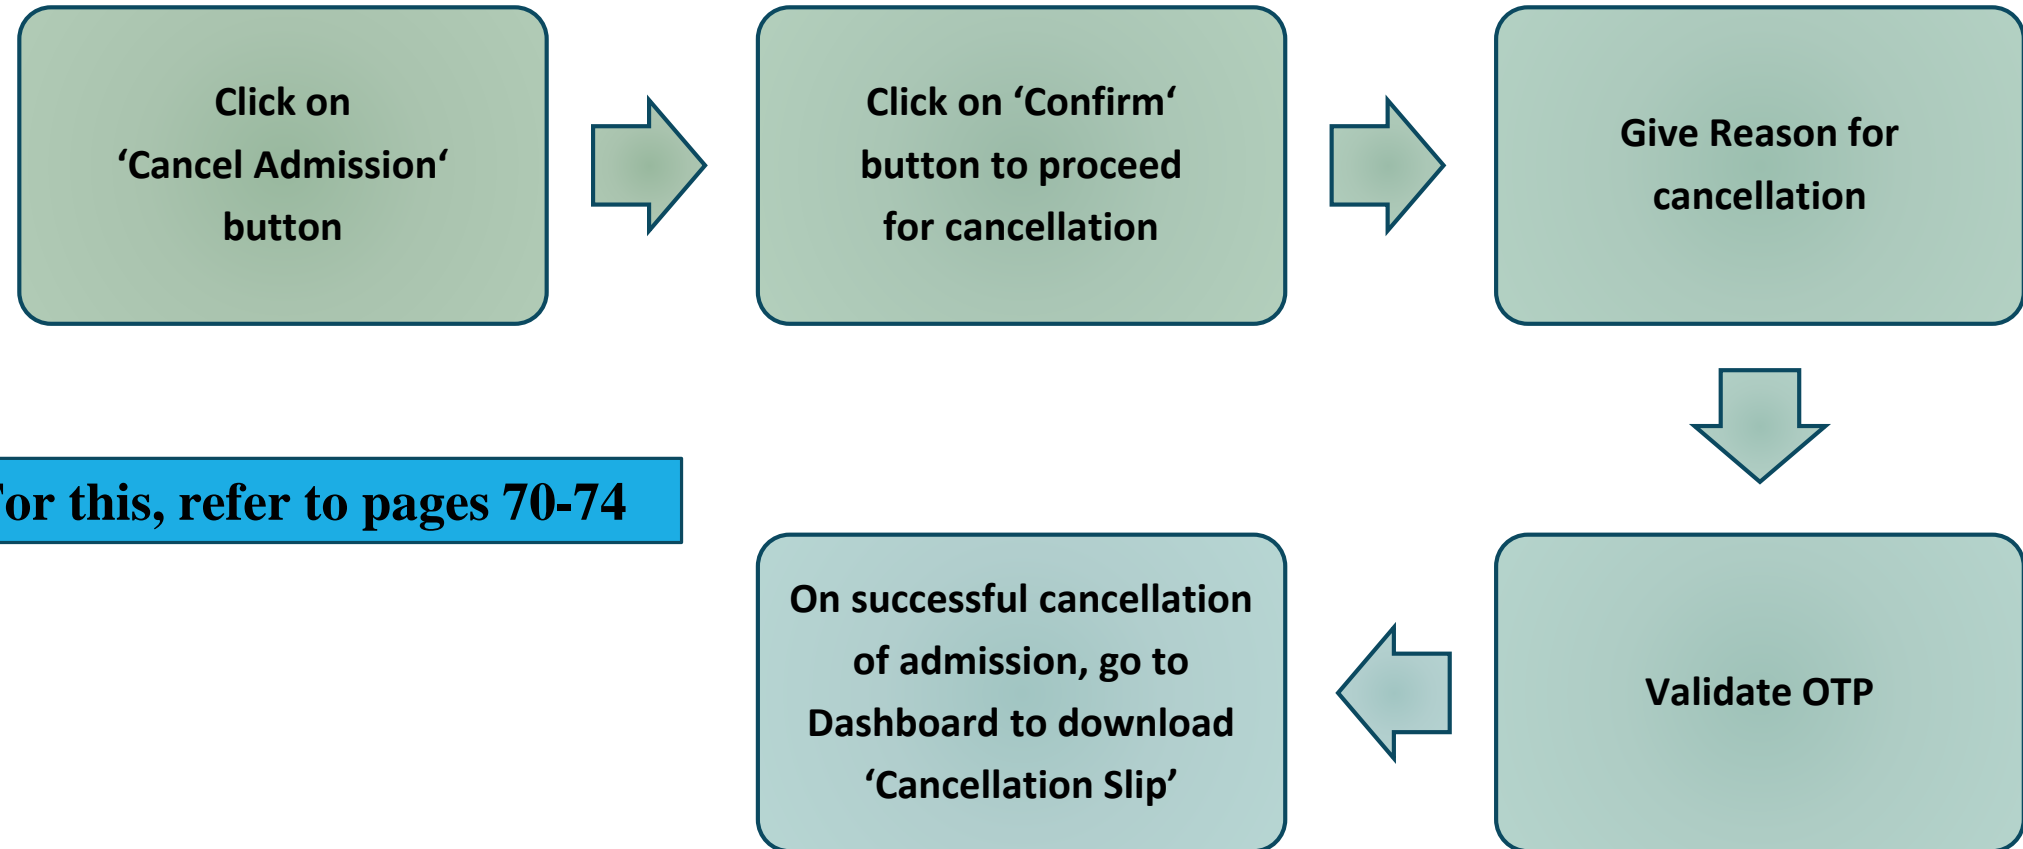 Click on
‘Cancel Admission‘
button
Click on ‘Confirm‘
button to proceed
for cancellation
Give Reason for
cancellation
For this, refer to pages 70-74
Validate OTP
On successful cancellation
of admission, go to
Dashboard to download
‘Cancellation Slip’